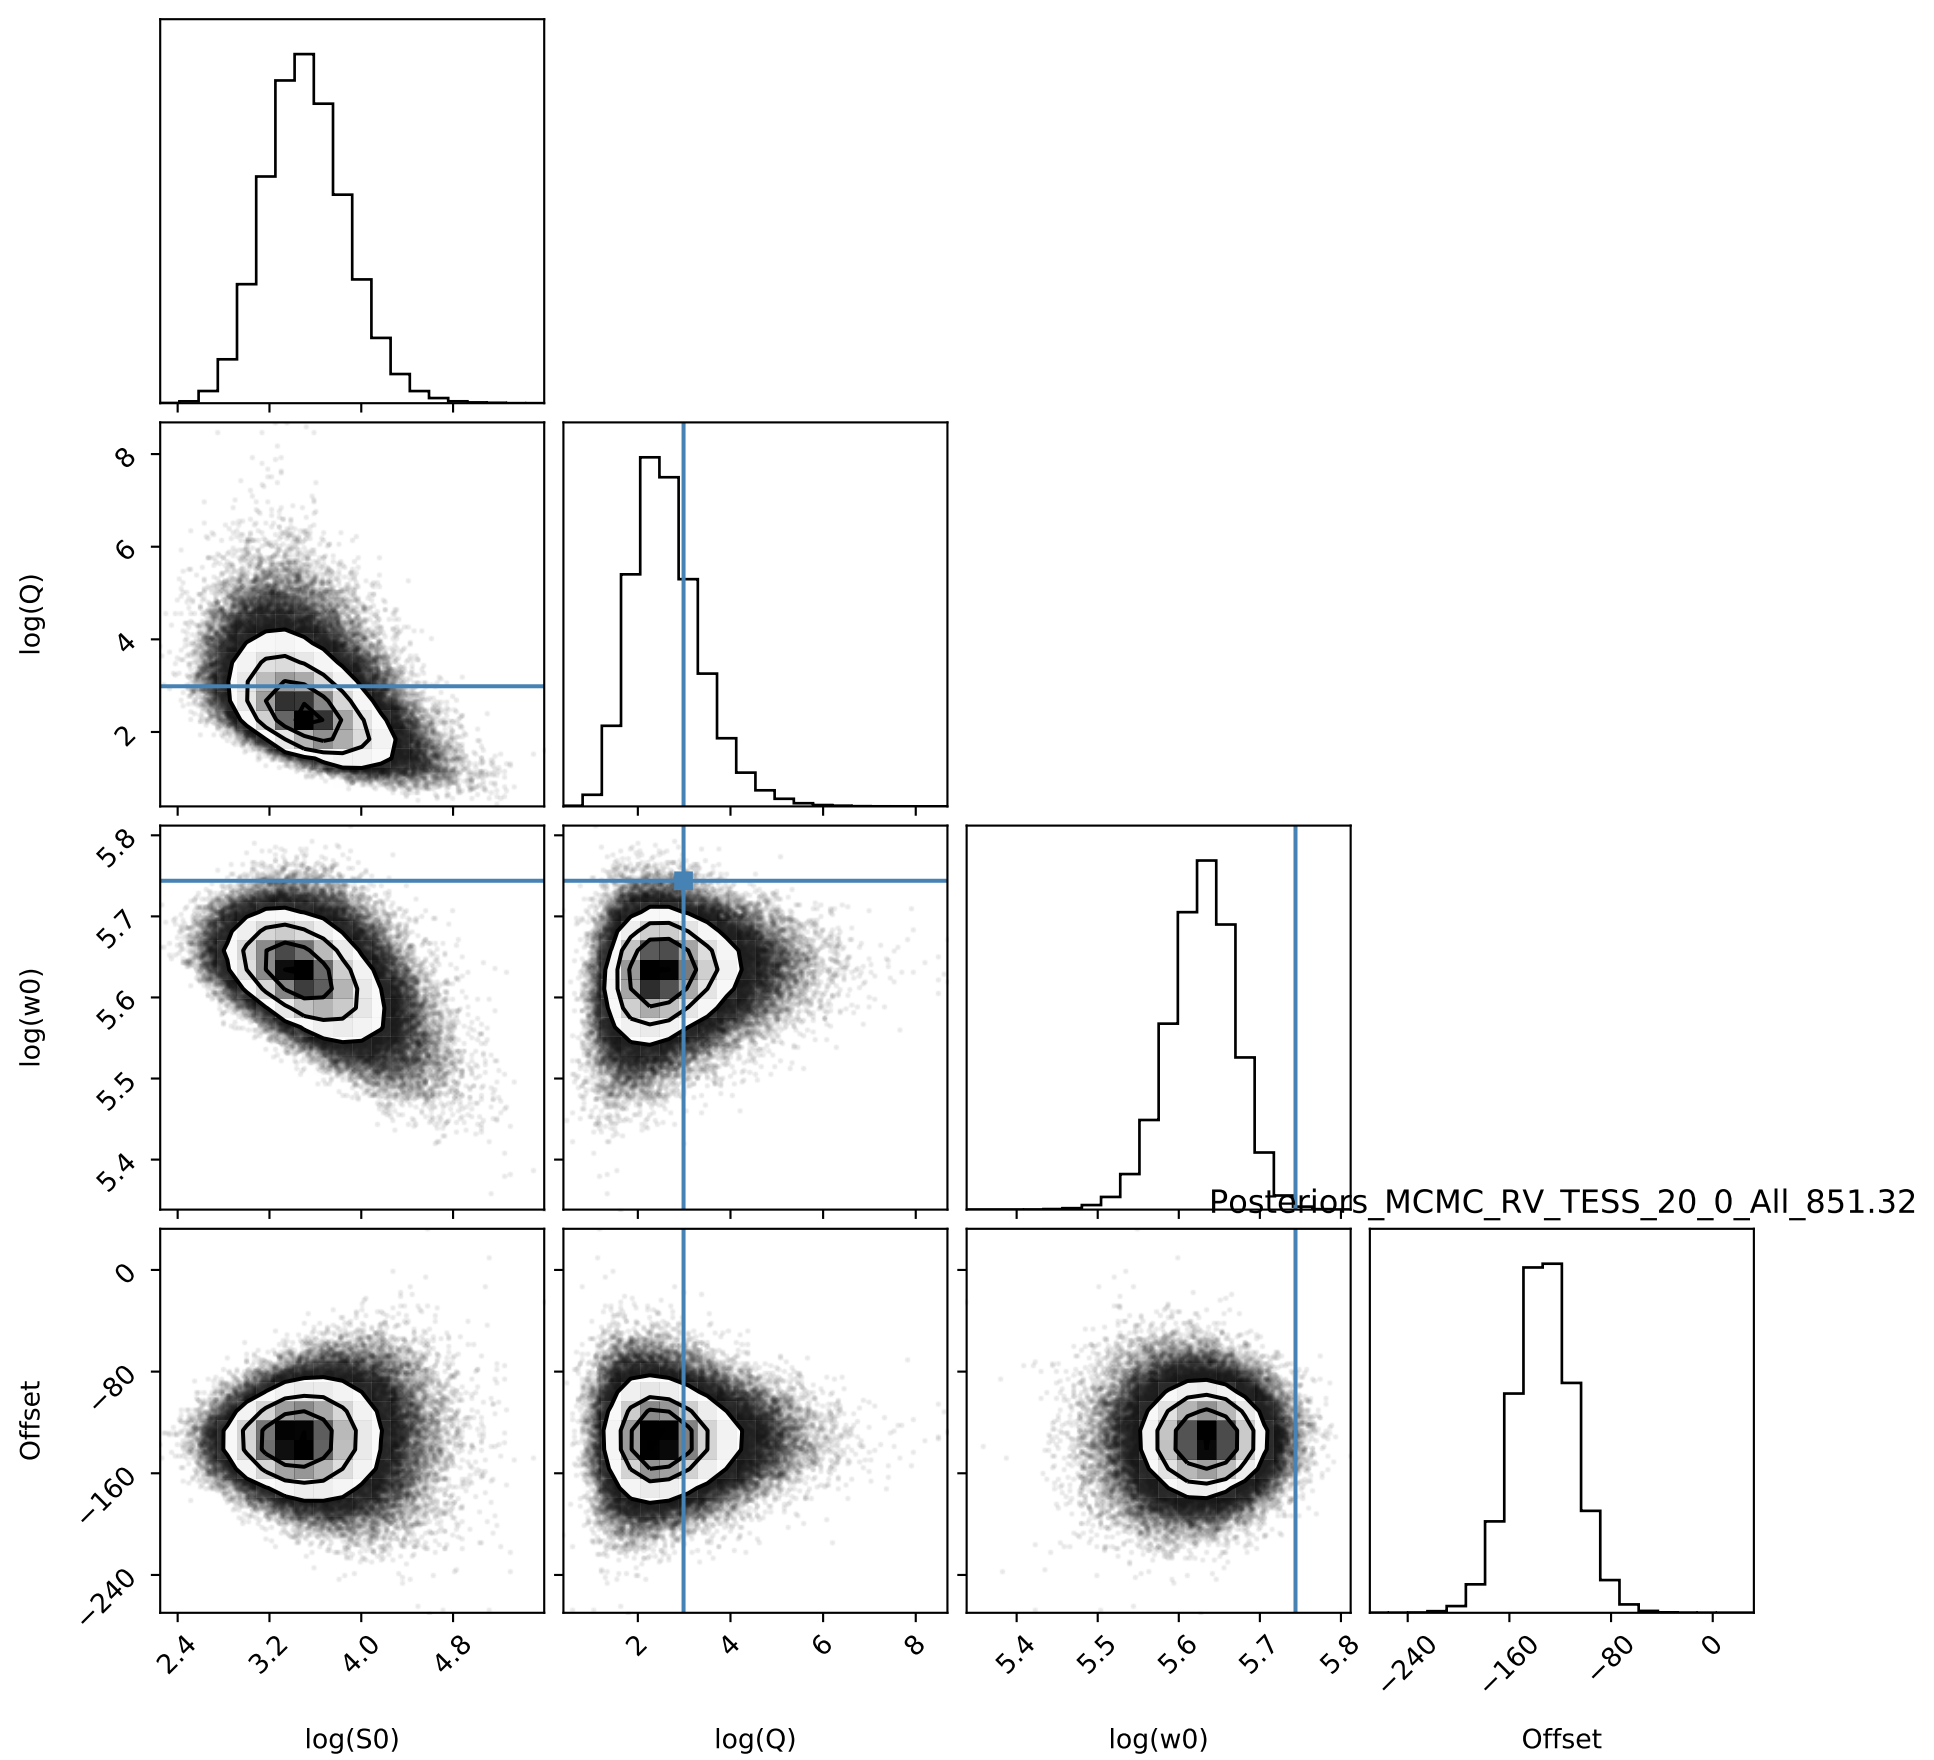 8
6
4
2
log(Q)
5.8
5.7
5.6
5.5
5.4
log(w0)
Posteriors_MCMC_RV_TESS_20_0_All_851.32
0
−80
−160
−240
Offset
2.4 3.2 4.0 4.8
2 4 6 8
5.4 5.5 5.6 5.7 5.8
−240 −160 −80 0
log(S0) log(Q) log(w0) Offset